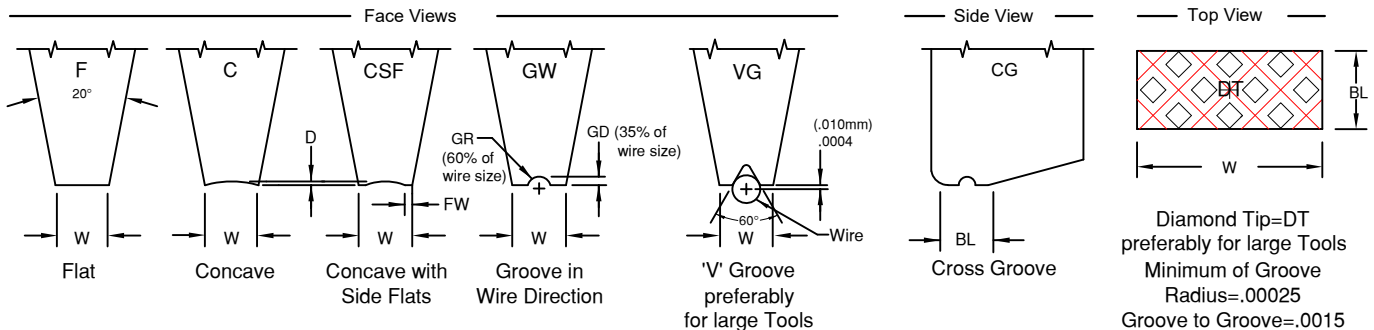 Face Views
Side View
Top View
F
20°
C
CSF
GW
VG
CG
DT
BL
W
D
FW
GR
(60% of
wire size)
GD (35% of
wire size)
(.010mm)
.0004
60°
Wire
W
W
W
W
W
BL
Flat
Concave
Concave with
Side Flats
Groove in
Wire Direction
'V' Groove
preferably
for large Tools
Cross Groove
Diamond Tip=DT
preferably for large Tools
Minimum of Groove
Radius=.00025
Groove to Groove=.0015